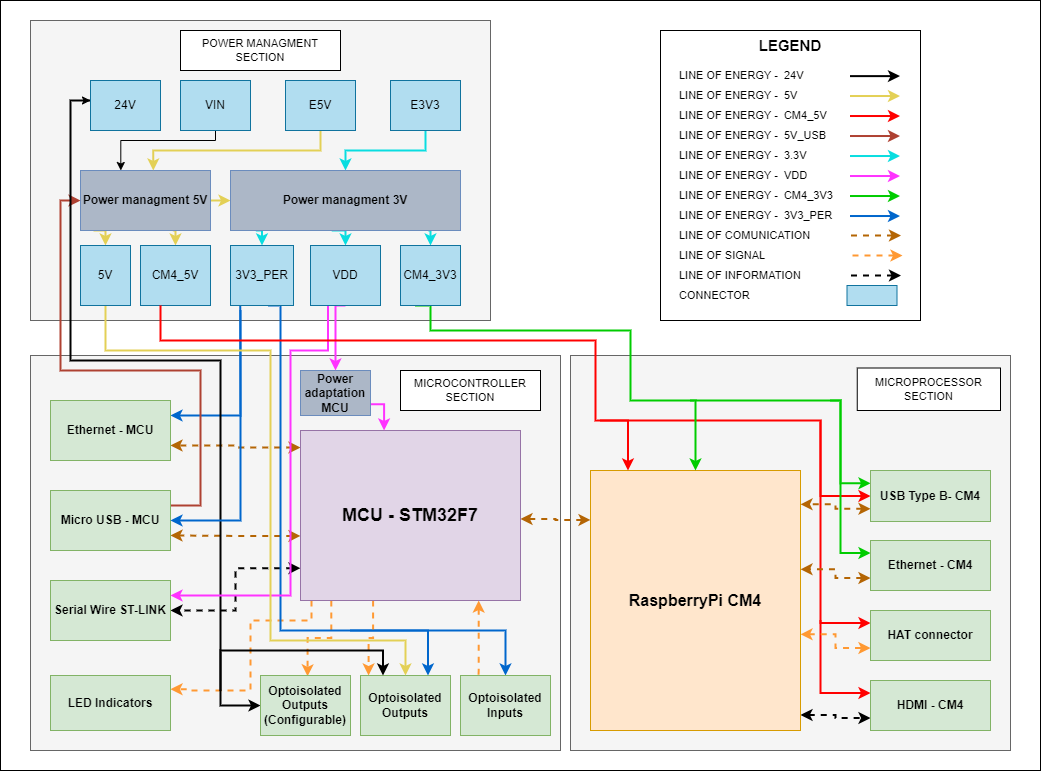 POWER MANAGMENT
SECTION
24V
VIN
E5V
E3V3
Power managment 5V
Power managment 3V
5V
CM4_5V
3V3_PER
VDD
CM4_3V3
LEGEND
LINE OF ENERGY - 24V
LINE OF ENERGY - 5V
LINE OF ENERGY - CM4_5V
LINE OF ENERGY - 5V_USB
LINE OF ENERGY - 3.3V
LINE OF ENERGY - VDD
LINE OF ENERGY - CM4_3V3
LINE OF ENERGY - 3V3_PER
LINE OF COMUNICATION
LINE OF SIGNAL
LINE OF INFORMATION
CONNECTOR
Power
adaptation
MCU
MICROCONTROLLER
SECTION
Ethernet - MCU
Micro USB - MCU
Serial Wire ST-LINK
LED Indicators
MCU - STM32F7
Optoisolated
Outputs
(Configurable)
Optoisolated
Outputs
Optoisolated
Inputs
MICROPROCESSOR
SECTION
RaspberryPi CM4
USB Type B- CM4
Ethernet - CM4
HAT connector
HDMI - CM4